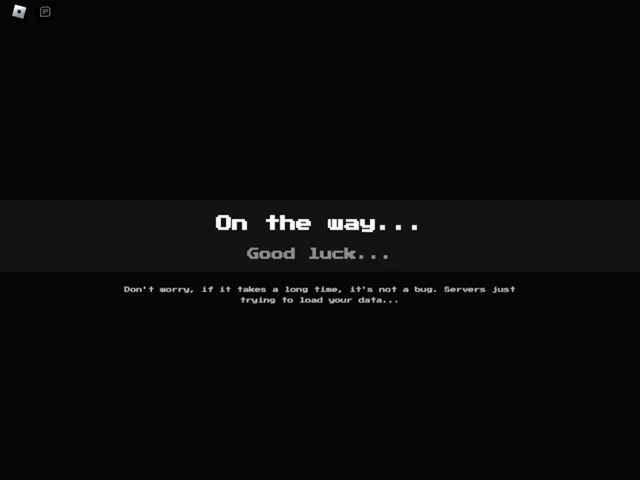 On the way...
Good luck...
Don't worry, if it takes a long time, it's not a bug. Servers just
trying to load your data...